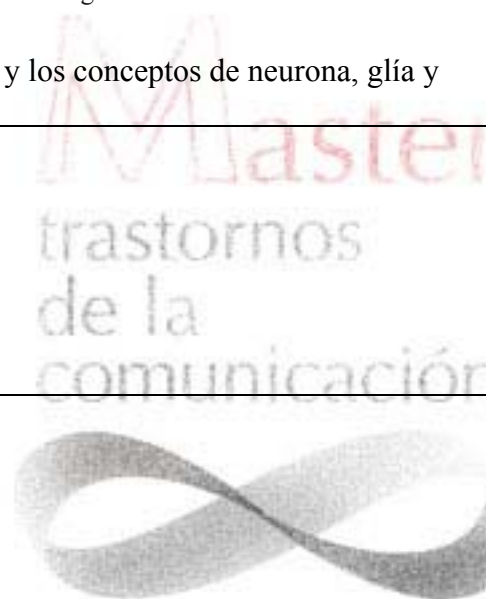 y los conceptos de neurona, glía y
Master
trastornos
de la
comunicación